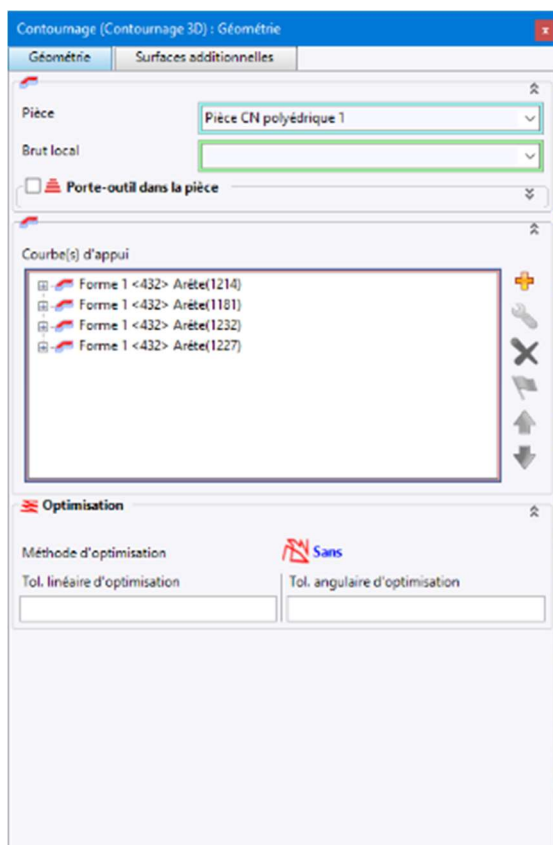 Contournage (Contournage 3D) : Géométrie
x
Géométrie Surfaces additionnelles
Pièce Pièce CN polyédrique 1
Brut local
Porte-outil dans la pièce
Courbe(s) d'appui
Forme 1 <432> Arête(1214)
Forme 1 <432> Arête(1181)
Forme 1 <432> Arête(1232)
Forme 1 <432> Arête(1227)
Optimisation
Méthode d'optimisation Sans
Tol. linéaire d'optimisation Tol. angulaire d'optimisation